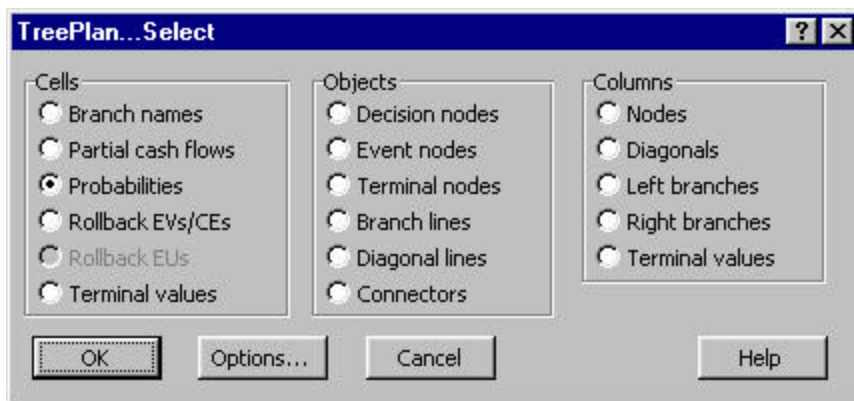 TreePlan...Select
Cells
Branch names
Partial cash flows
Probabilities
Rollback EVs/CEs
Rollback EUs
Terminal values
Objects
Decision nodes
Event nodes
Terminal nodes
Branch lines
Diagonal lines
Connectors
Columns
Nodes
Diagonals
Left branches
Right branches
Terminal values
OK
Options...
Cancel
Help